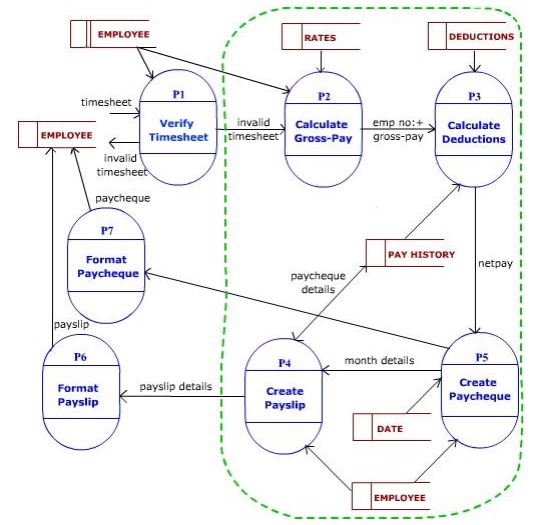 EMPLOYEE
RATES
DEDUCTIONS
P1
Verify
Timesheet
P2
Calculate
Gross-Pay
P3
Calculate
Deductions
timesheet
EMPLOYEE
invalid
timesheet
invalid
timesheet
emp no:+
gross-pay
paycheque
P7
Format
Paycheque
PAY HISTORY
paycheque
details
netpay
payslip
P6
Format
Payslip
payslip details
P4
Create
Payslip
month details
P5
Create
Paycheque
DATE
EMPLOYEE